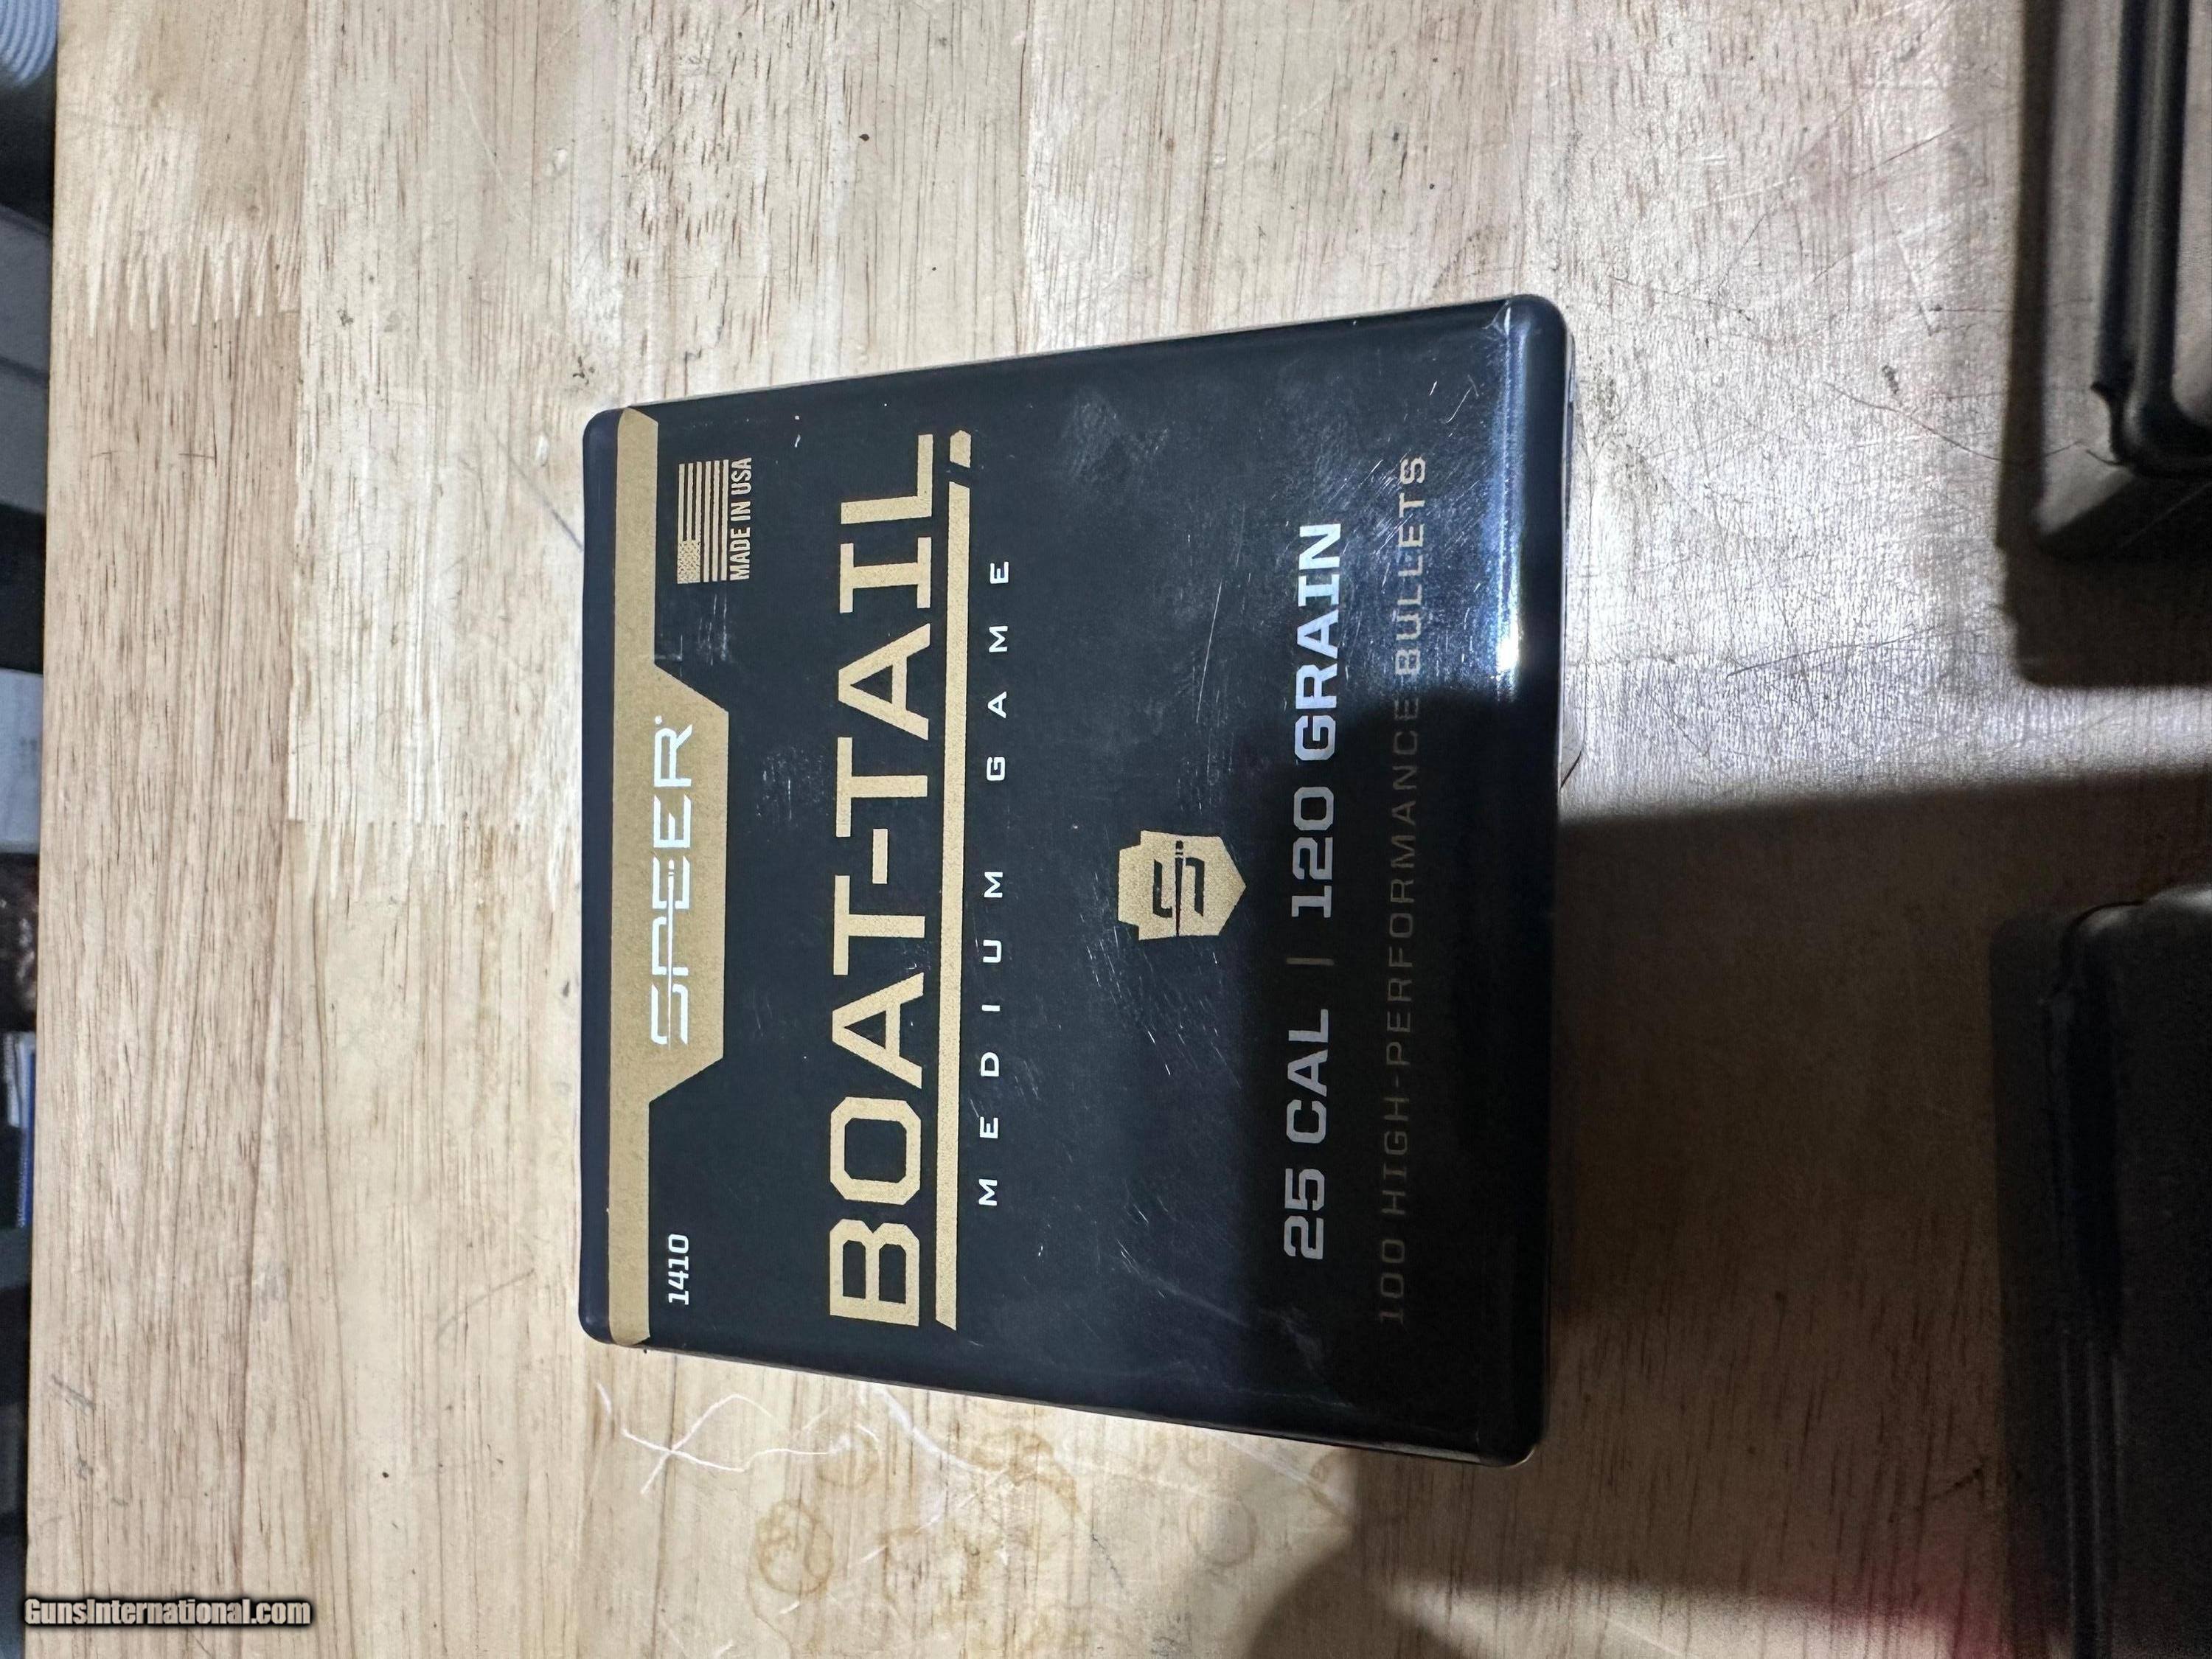 SPEER
1410
MADE IN USA
BOAT-TAIL
MEDIUM GAME
25 CAL | 120 GRAIN
100 HIGH-PERFORMANCE BULLETS
GunsInternational.com